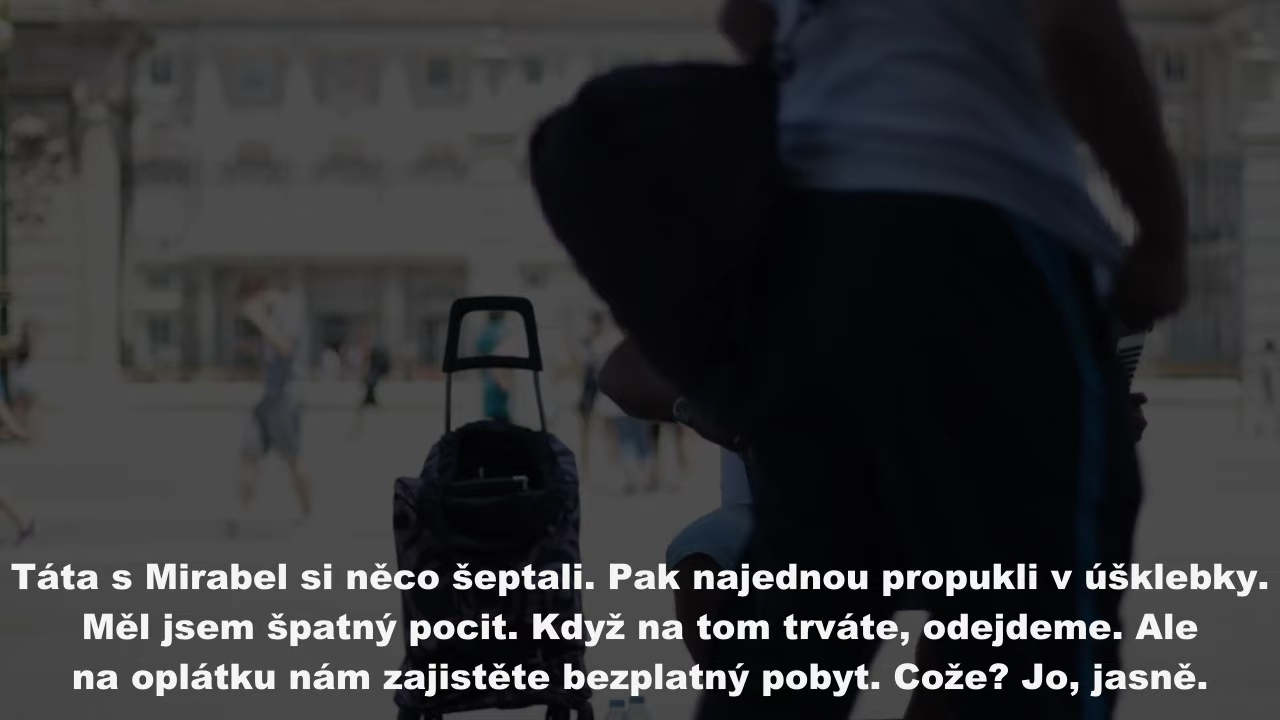 Táta s Mirabel si něco šeptali. Pak najednou propukli v úšklebky.
Měl jsem špatný pocit. Když na tom trváte, odejdeme. Ale
na oplátku nám zajistěte bezplatný pobyt. Cože? Jo, jasně.